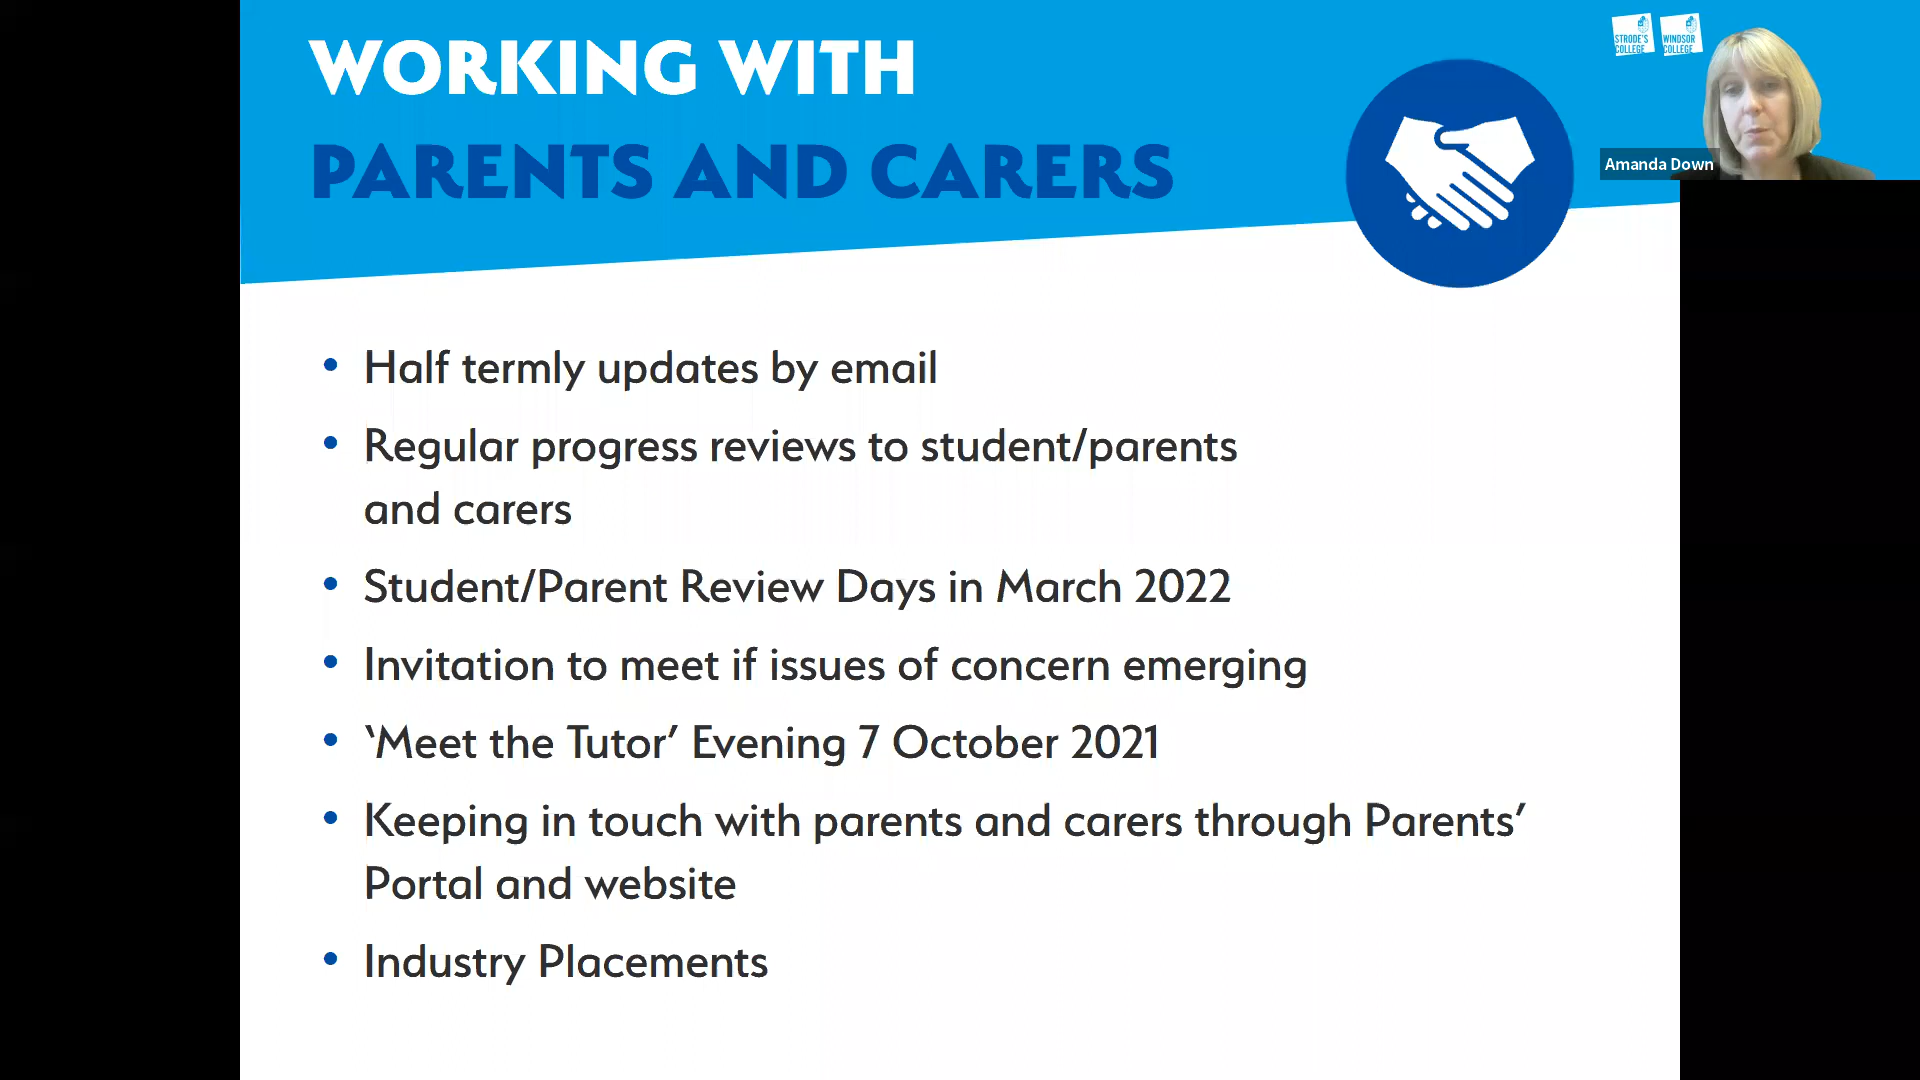 WORKING WITH
PARENTS AND CARERS
STRODE'S
COLLEGE
WINDSOR
COLLEGE
Amanda Down
• Half termly updates by email
• Regular progress reviews to student/parents
and carers
• Student/Parent Review Days in March 2022
• Invitation to meet if issues of concern emerging
• ‘Meet the Tutor’ Evening 7 October 2021
• Keeping in touch with parents and carers through Parents’
Portal and website
• Industry Placements